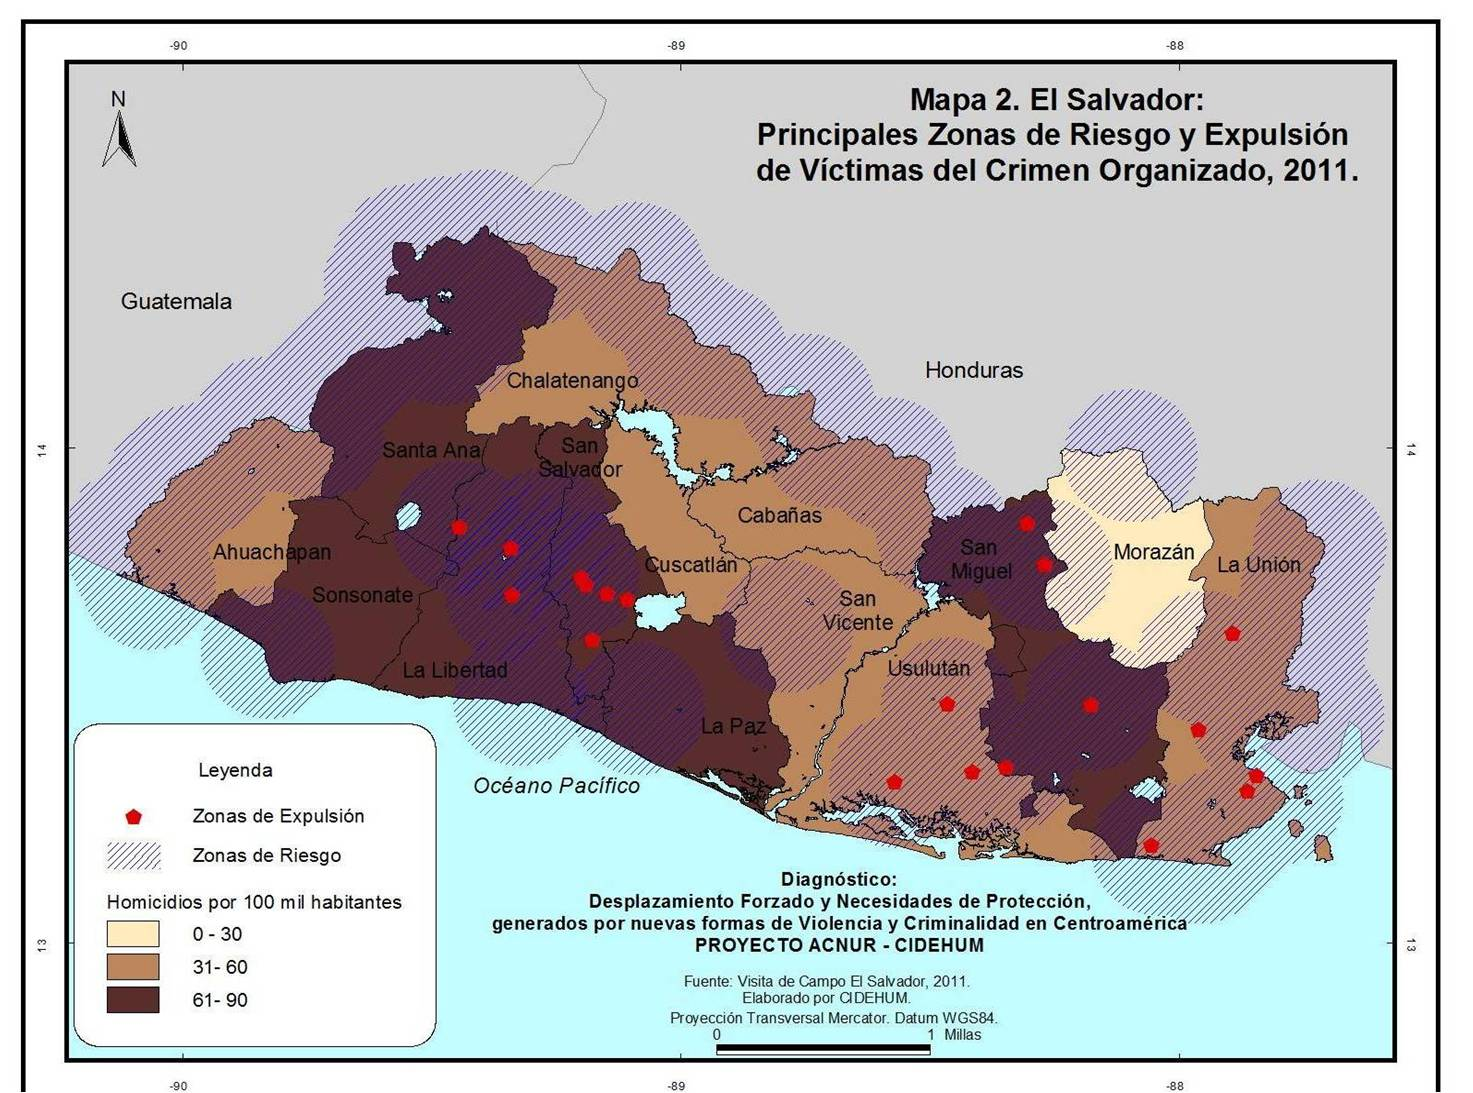 -90
-89
-88
N
Mapa 2. El Salvador:
Principales Zonas de Riesgo y Expulsión
de Víctimas del Crimen Organizado, 2011.
Guatemala
Honduras
Chalatenango
14
14
Santa Ana
San
Salvador
Cabañas
Ahuachapan
Cuscatlán
San
Miguel
Morazán
La Unión
Sonsonate
San
Vicente
La Libertad
Usulután
La Paz
Océano Pacífico
Leyenda
Zonas de Expulsión
Zonas de Riesgo
Homicidios por 100 mil habitantes
0 - 30
31- 60
61- 90
Diagnóstico:
Desplazamiento Forzado y Necesidades de Protección,
generados por nuevas formas de Violencia y Criminalidad en Centroamérica
PROYECTO ACNUR - CIDEHUM
13
13
Fuente: Visita de Campo El Salvador, 2011.
Elaborado por CIDEHUM.
Proyección Transversal Mercator. Datum WGS84.
0 1 Millas
-90
-89
-88